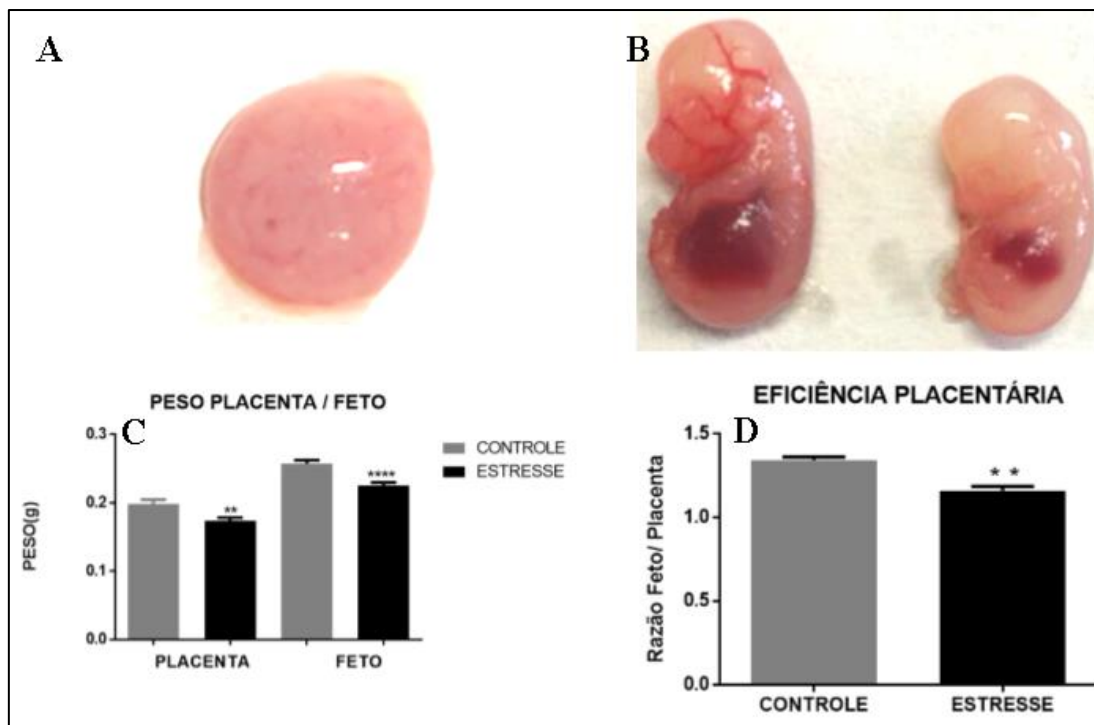 A
B
PESO PLACENTA / FETO
C
0.3
0.2
0.1
0.0
PESO(g)
**
****
PLACENTA
FETO
CONTROLE
ESTRESSE
EFICIÊNCIA PLACENTÁRIA
D
1.5
1.0
0.5
0.0
Razão Feto/ Placenta
* *
CONTROLE
ESTRESSE